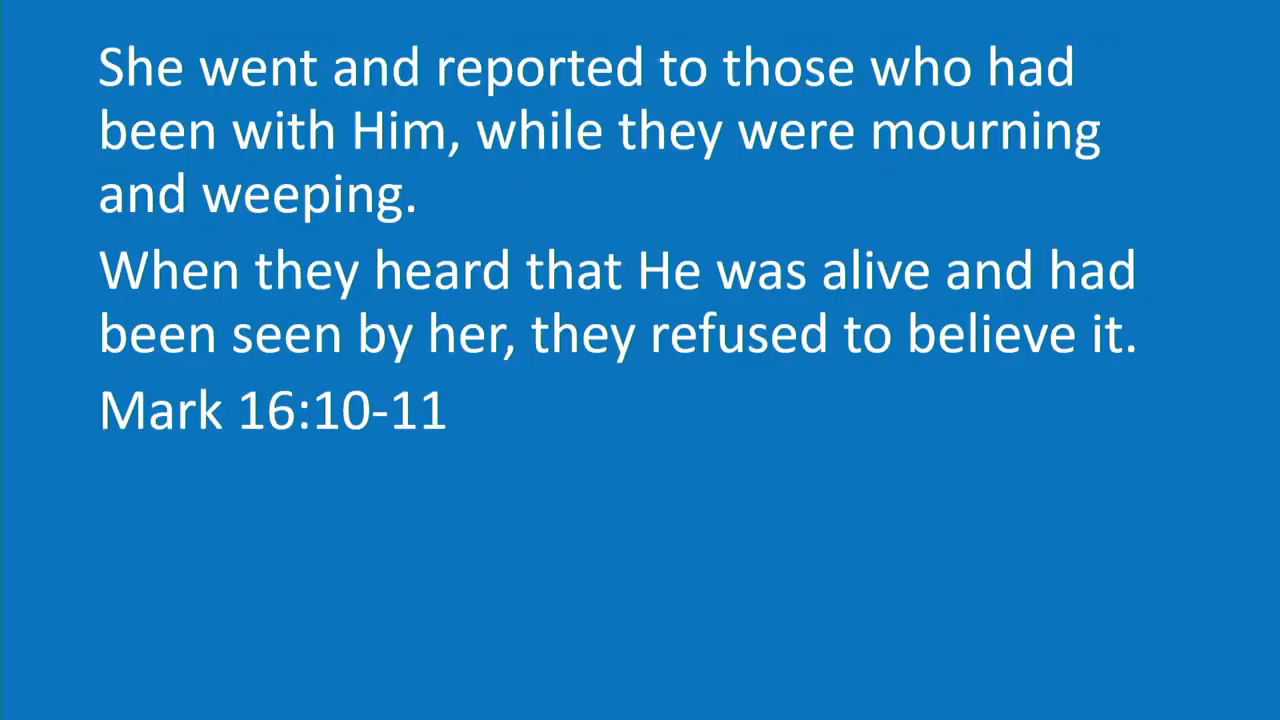 She went and reported to those who had
been with Him, while they were mourning
and weeping.
When they heard that He was alive and had
been seen by her, they refused to believe it.
Mark 16:10-11